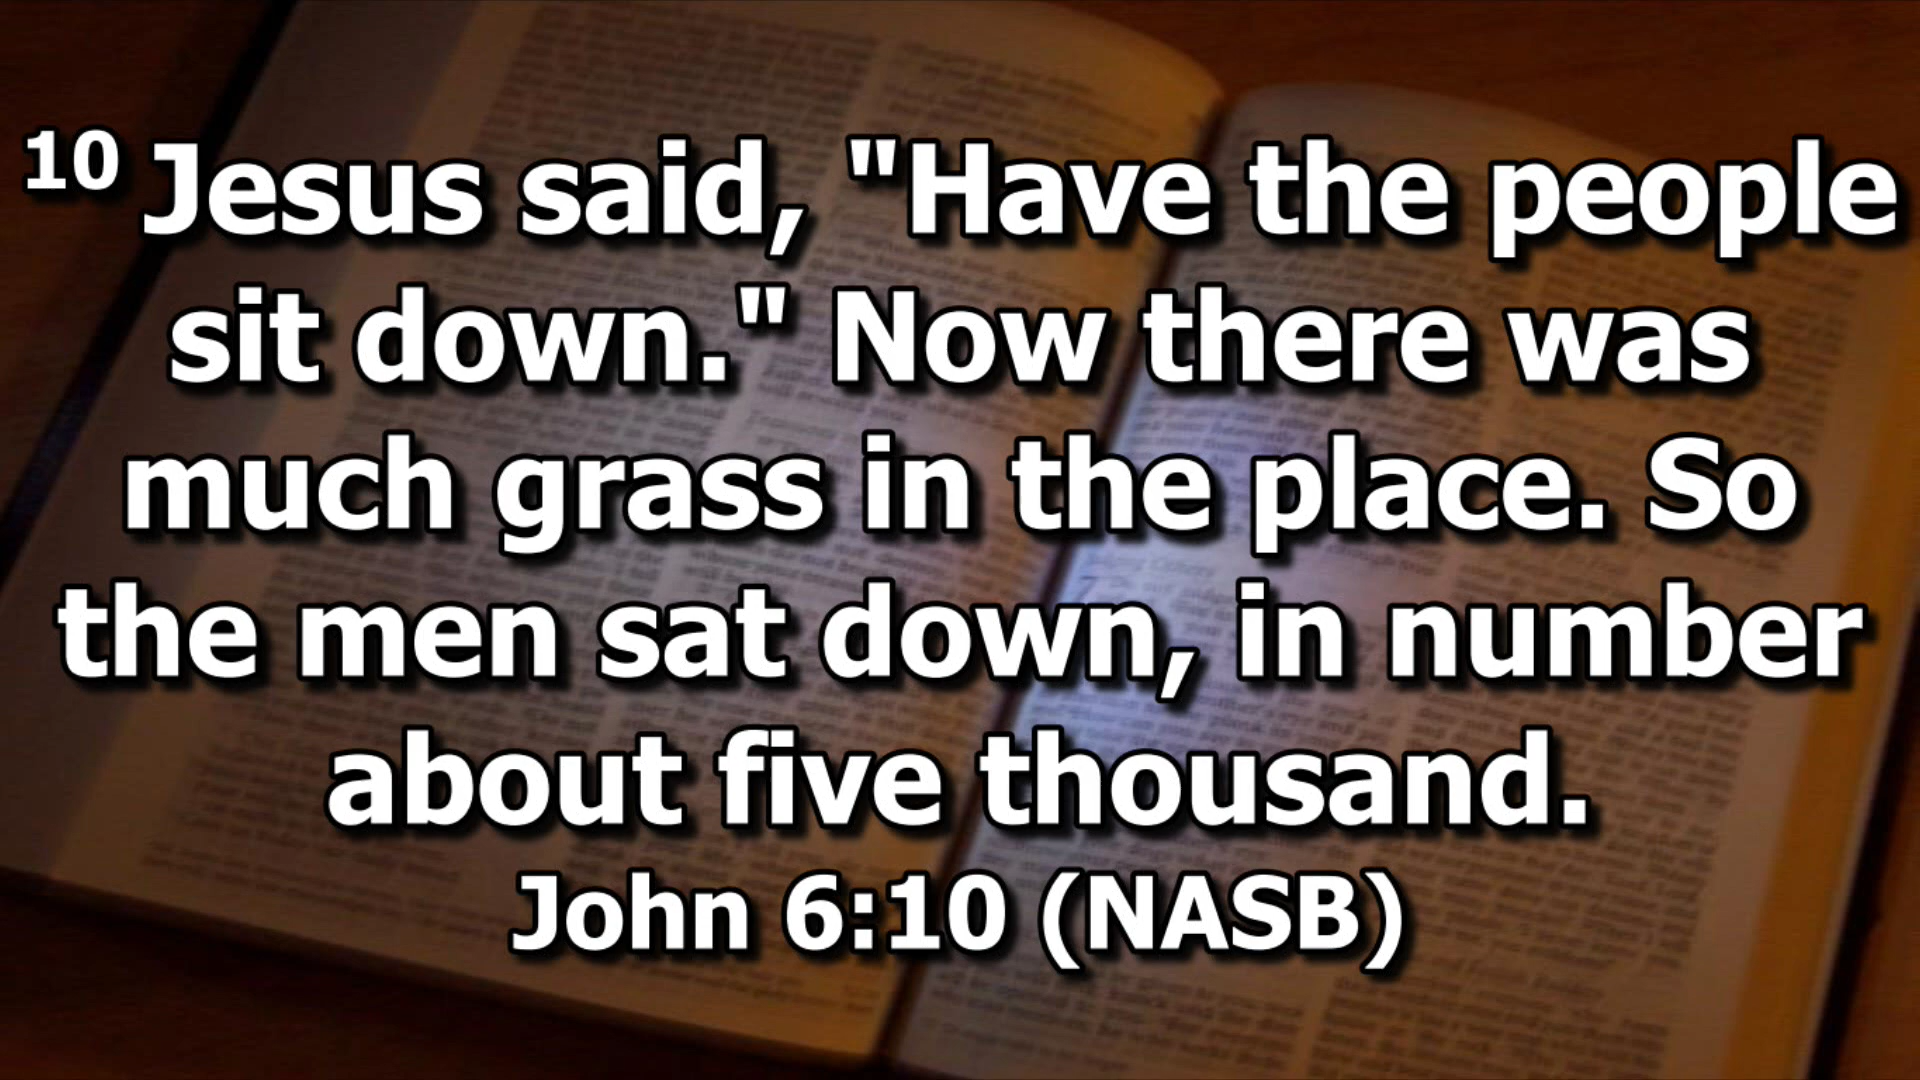 10 Jesus said, "Have the people
sit down." Now there was
much grass in the place. So
the men sat down, in number
about five thousand.
John 6:10 (NASB)